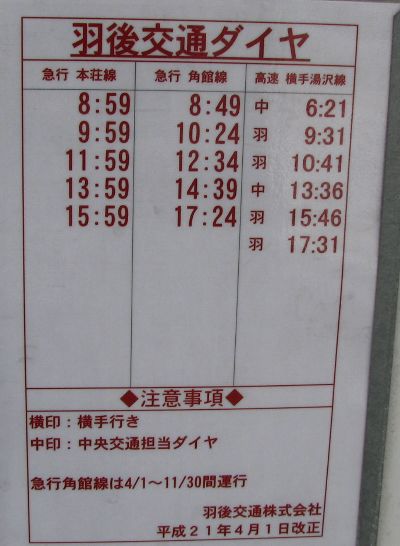 羽後交通ダイヤ
急行 本荘線 急行 角館線 高速 横手湯沢線
8:59 8:49 中 6:21
9:59 10:24 羽 9:31
11:59 12:34 羽 10:41
13:59 14:39 中 13:36
15:59 17:24 羽 15:46
羽 17:31
◆注意事項◆
横印：横手行き
中印：中央交通担当ダイヤ
急行角館線は4/1～11/30間運行
羽後交通株式会社
平成21年4月1日改正